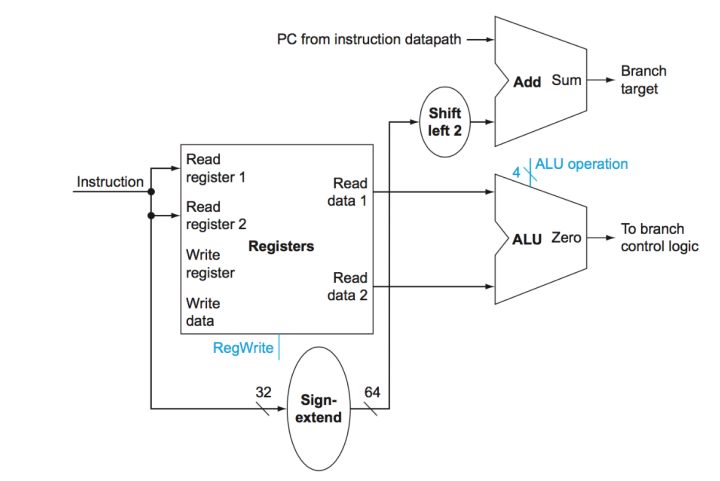 PC from instruction datapath
Add Sum
Branch
target
Shift
left 2
Instruction
Read
register 1
Read
register 2
Write
register
Write
data
Registers
Read
data 1
Read
data 2
RegWrite
4
ALU operation
ALU Zero
To branch
control logic
32
Sign-
extend
64